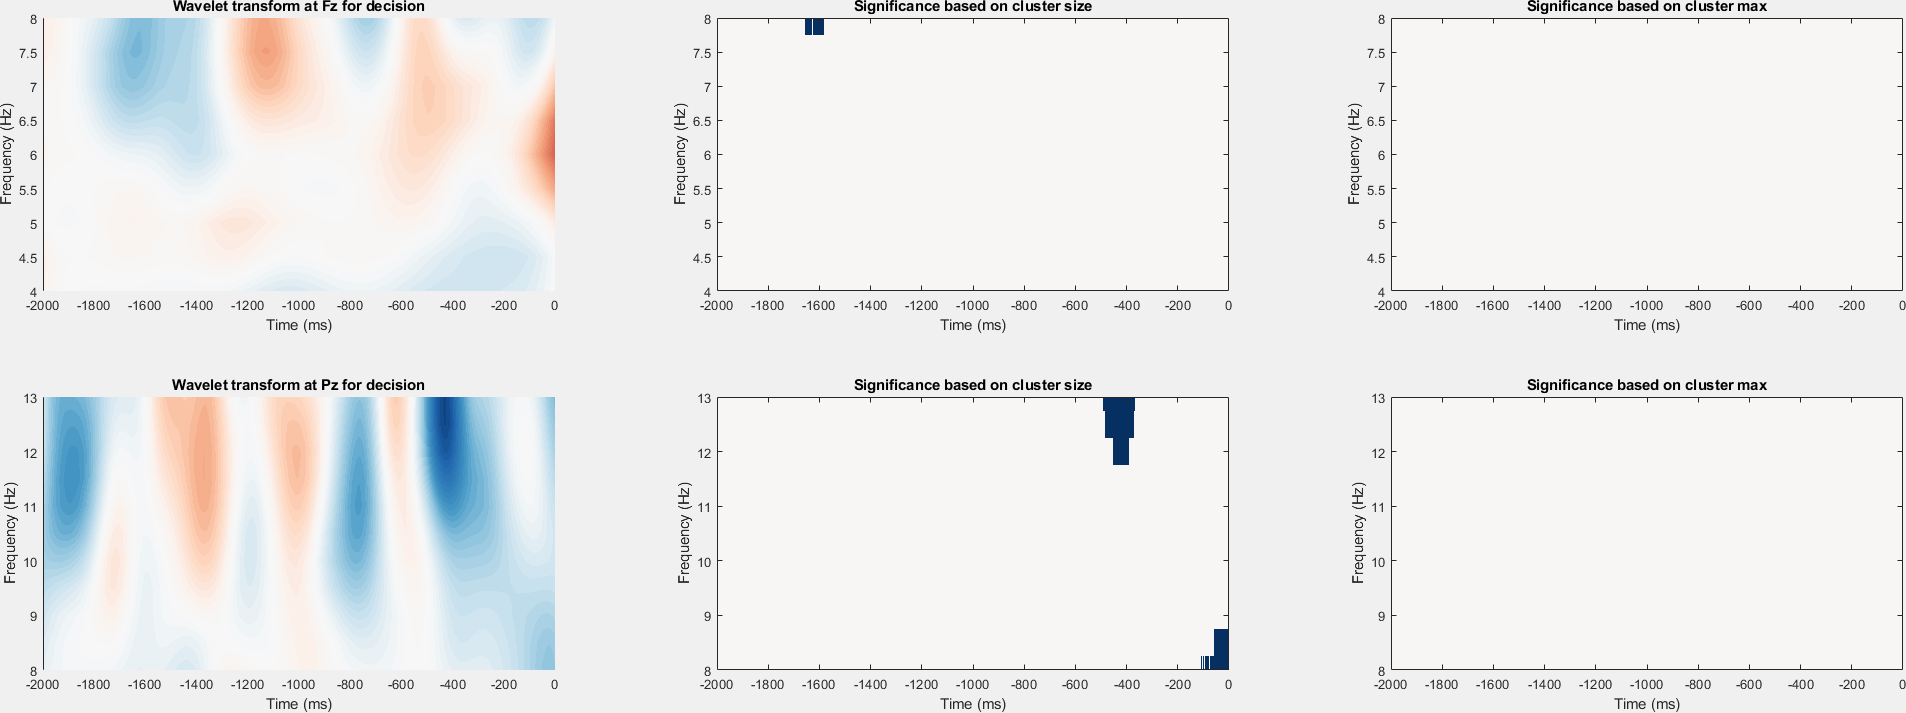 Wavelet transform at Fz for decision
Significance based on cluster size
Significance based on cluster max
8
7.5
7
6.5
6
5.5
5
4.5
4
Frequency (Hz)
-2000 -1800 -1600 -1400 -1200 -1000 -800 -600 -400 -200 0
Time (ms)
8
7.5
7
6.5
6
5.5
5
4.5
4
Frequency (Hz)
-2000 -1800 -1600 -1400 -1200 -1000 -800 -600 -400 -200 0
Time (ms)
8
7.5
7
6.5
6
5.5
5
4.5
4
Frequency (Hz)
-2000 -1800 -1600 -1400 -1200 -1000 -800 -600 -400 -200 0
Time (ms)
Wavelet transform at Pz for decision
Significance based on cluster size
Significance based on cluster max
13
12
11
10
9
8
Frequency (Hz)
-2000 -1800 -1600 -1400 -1200 -1000 -800 -600 -400 -200 0
Time (ms)
13
12
11
10
9
8
Frequency (Hz)
-2000 -1800 -1600 -1400 -1200 -1000 -800 -600 -400 -200 0
Time (ms)
13
12
11
10
9
8
Frequency (Hz)
-2000 -1800 -1600 -1400 -1200 -1000 -800 -600 -400 -200 0
Time (ms)